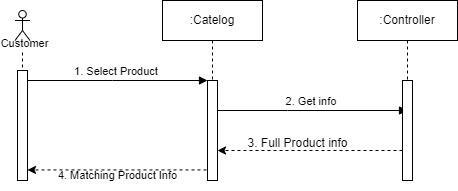 :Catelog
:Controller
Customer
1. Select Product
2. Get info
3. Full Product info
4. Matching Product Info